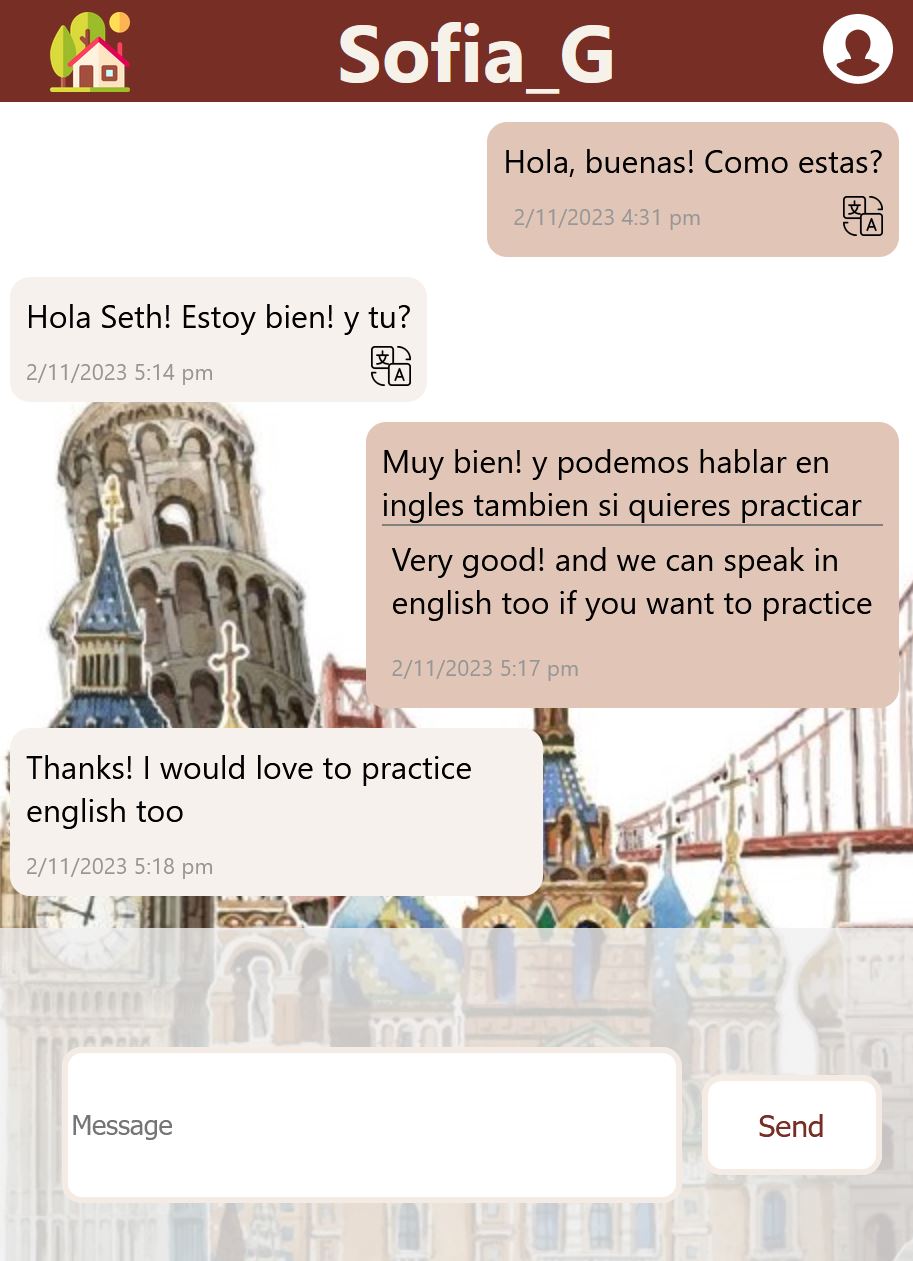 Sofia_G
Hola, buenas! Como estas?
2/11/2023 4:31 pm
文
A
Hola Seth! Estoy bien! y tu?
2/11/2023 5:14 pm
文
A
Muy bien! y podemos hablar en
ingles tambien si quieres practicar
Very good! and we can speak in
english too if you want to practice
2/11/2023 5:17 pm
Thanks! I would love to practice
english too
2/11/2023 5:18 pm
Message
Send